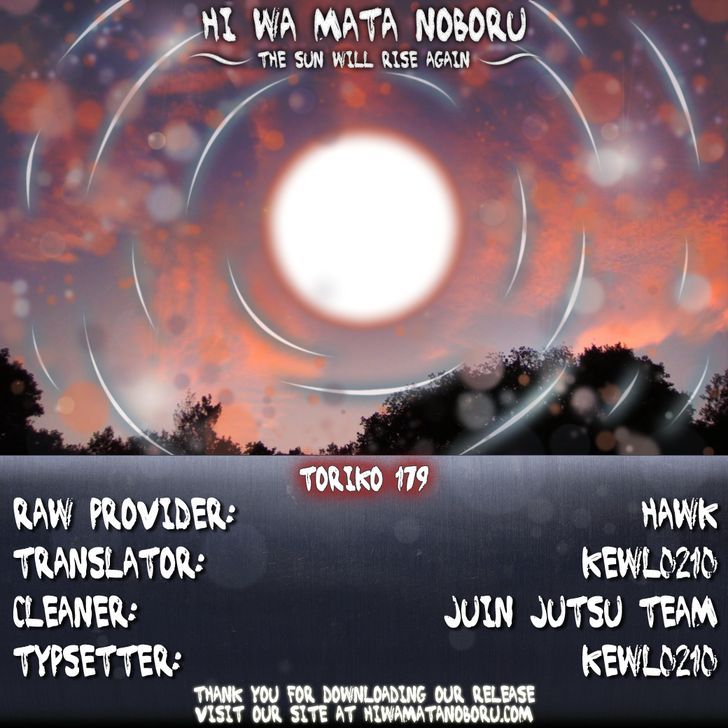 HI WA MATA NOBORU
THE SUN WILL RISE AGAIN
TORIKO 179
RAW PROVIDER: HAWK
TRANSLATOR: KEWL0210
CLEANER: JUIN JUTSU TEAM
TYPSETTER: KEWL0210
THANK YOU FOR DOWNLOADING OUR RELEASE
VISIT OUR SITE AT HIWAMATANOBORU.COM